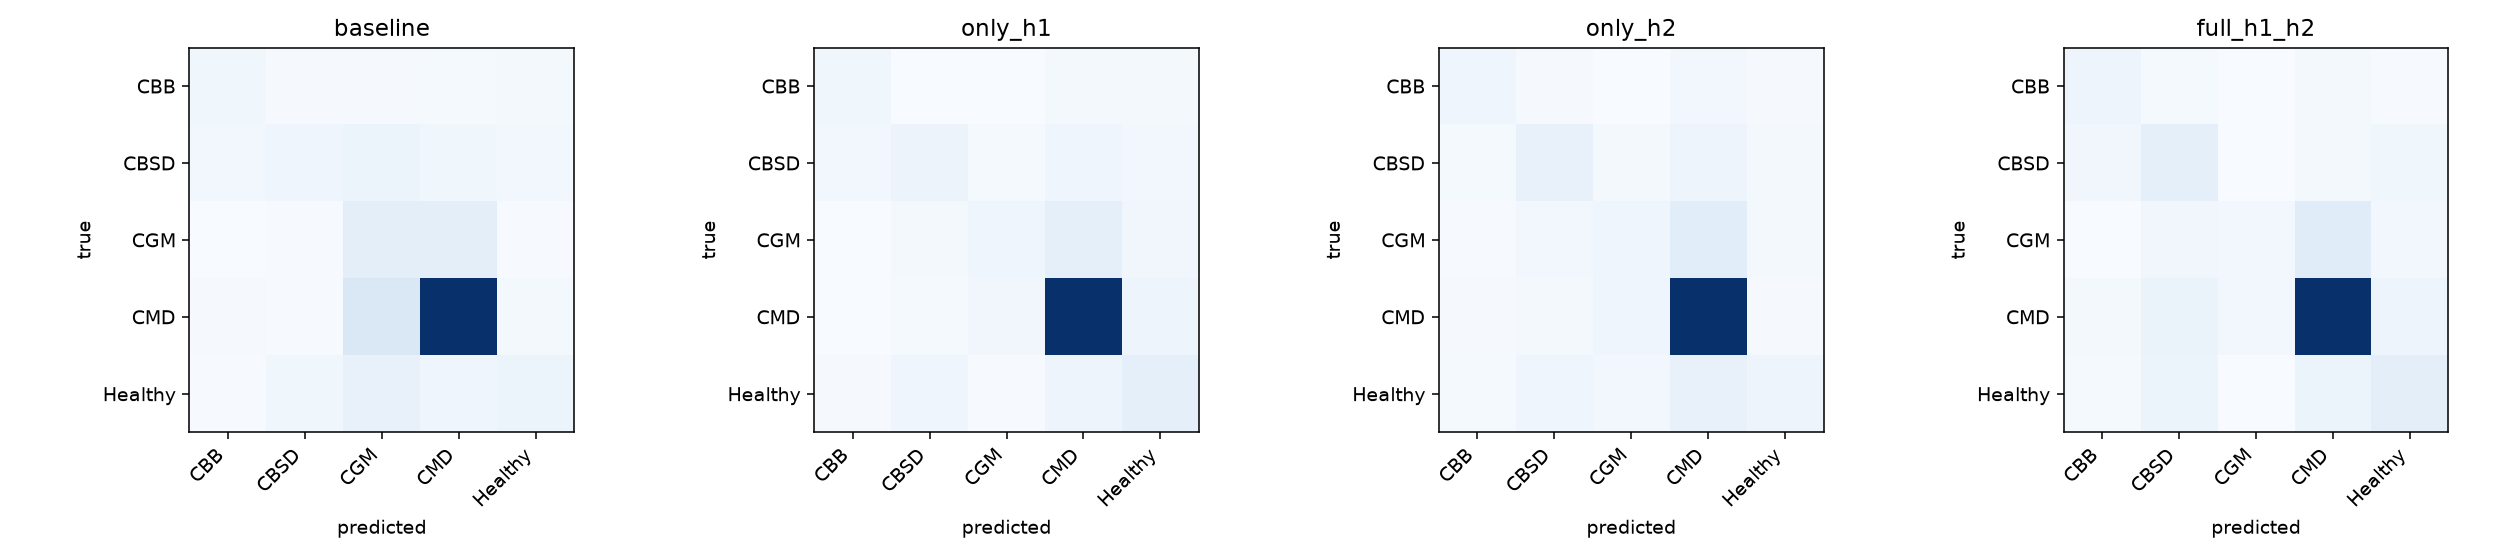 baseline
CBB
CBSD
CGM
CMD
Healthy
true
CBB
CBSD
CGM
CMD
Healthy
predicted
only_h1
CBB
CBSD
CGM
CMD
Healthy
true
CBB
CBSD
CGM
CMD
Healthy
predicted
only_h2
CBB
CBSD
CGM
CMD
Healthy
true
CBB
CBSD
CGM
CMD
Healthy
predicted
full_h1_h2
CBB
CBSD
CGM
CMD
Healthy
true
CBB
CBSD
CGM
CMD
Healthy
predicted